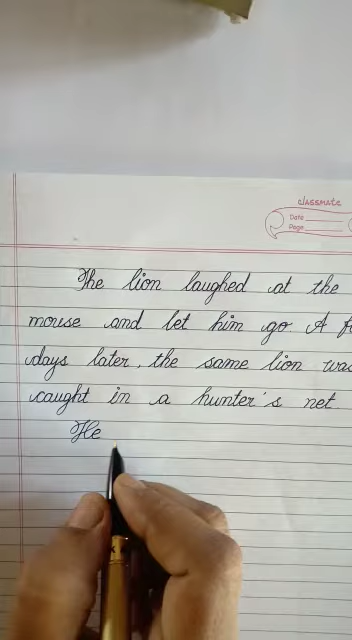 classmate
Date
Page
The lion laughed at the
mouse and let him go A
days later, the same lion was
caught in a hunter's net.
He